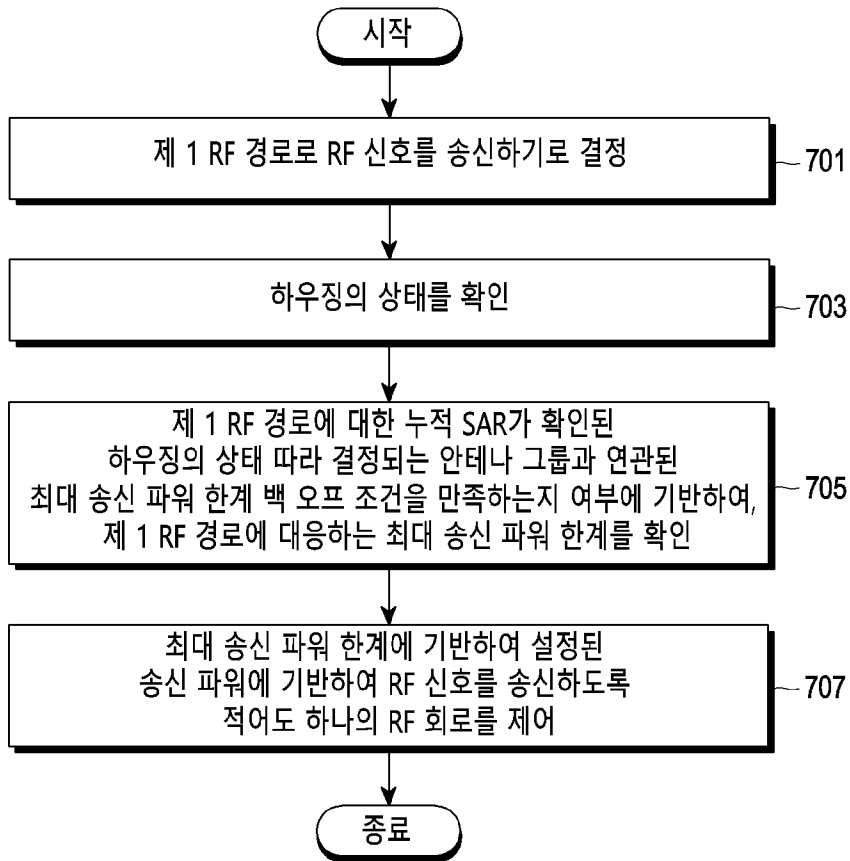 시작
제 1 RF 경로로 RF 신호를 송신하기로 결정
701
하우징의 상태를 확인
703
제 1 RF 경로에 대한 누적 SAR가 확인된
하우징의 상태 따라 결정되는 안테나 그룹과 연관된
최대 송신 파워 한계 백 오프 조건을 만족하는지 여부에 기반하여,
제 1 RF 경로에 대응하는 최대 송신 파워 한계를 확인
705
최대 송신 파워 한계에 기반하여 설정된
송신 파워에 기반하여 RF 신호를 송신하도록
적어도 하나의 RF 회로를 제어
707
종료